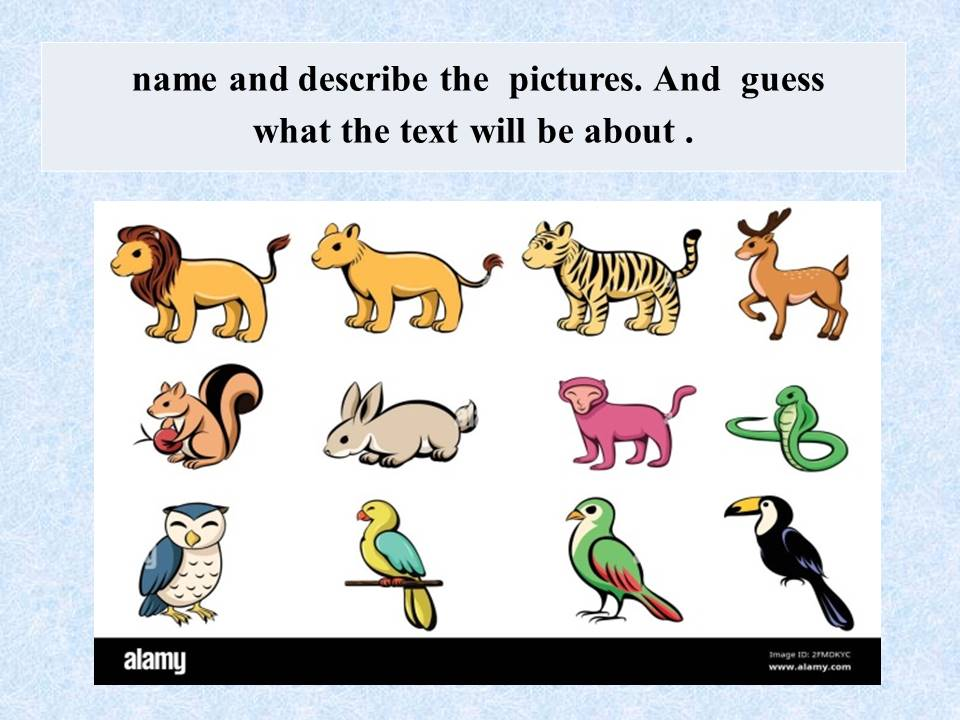 name and describe the  pictures. And  guess
what the text will be about .
alamy
Image ID: 2FMDKYC
www.alamy.com